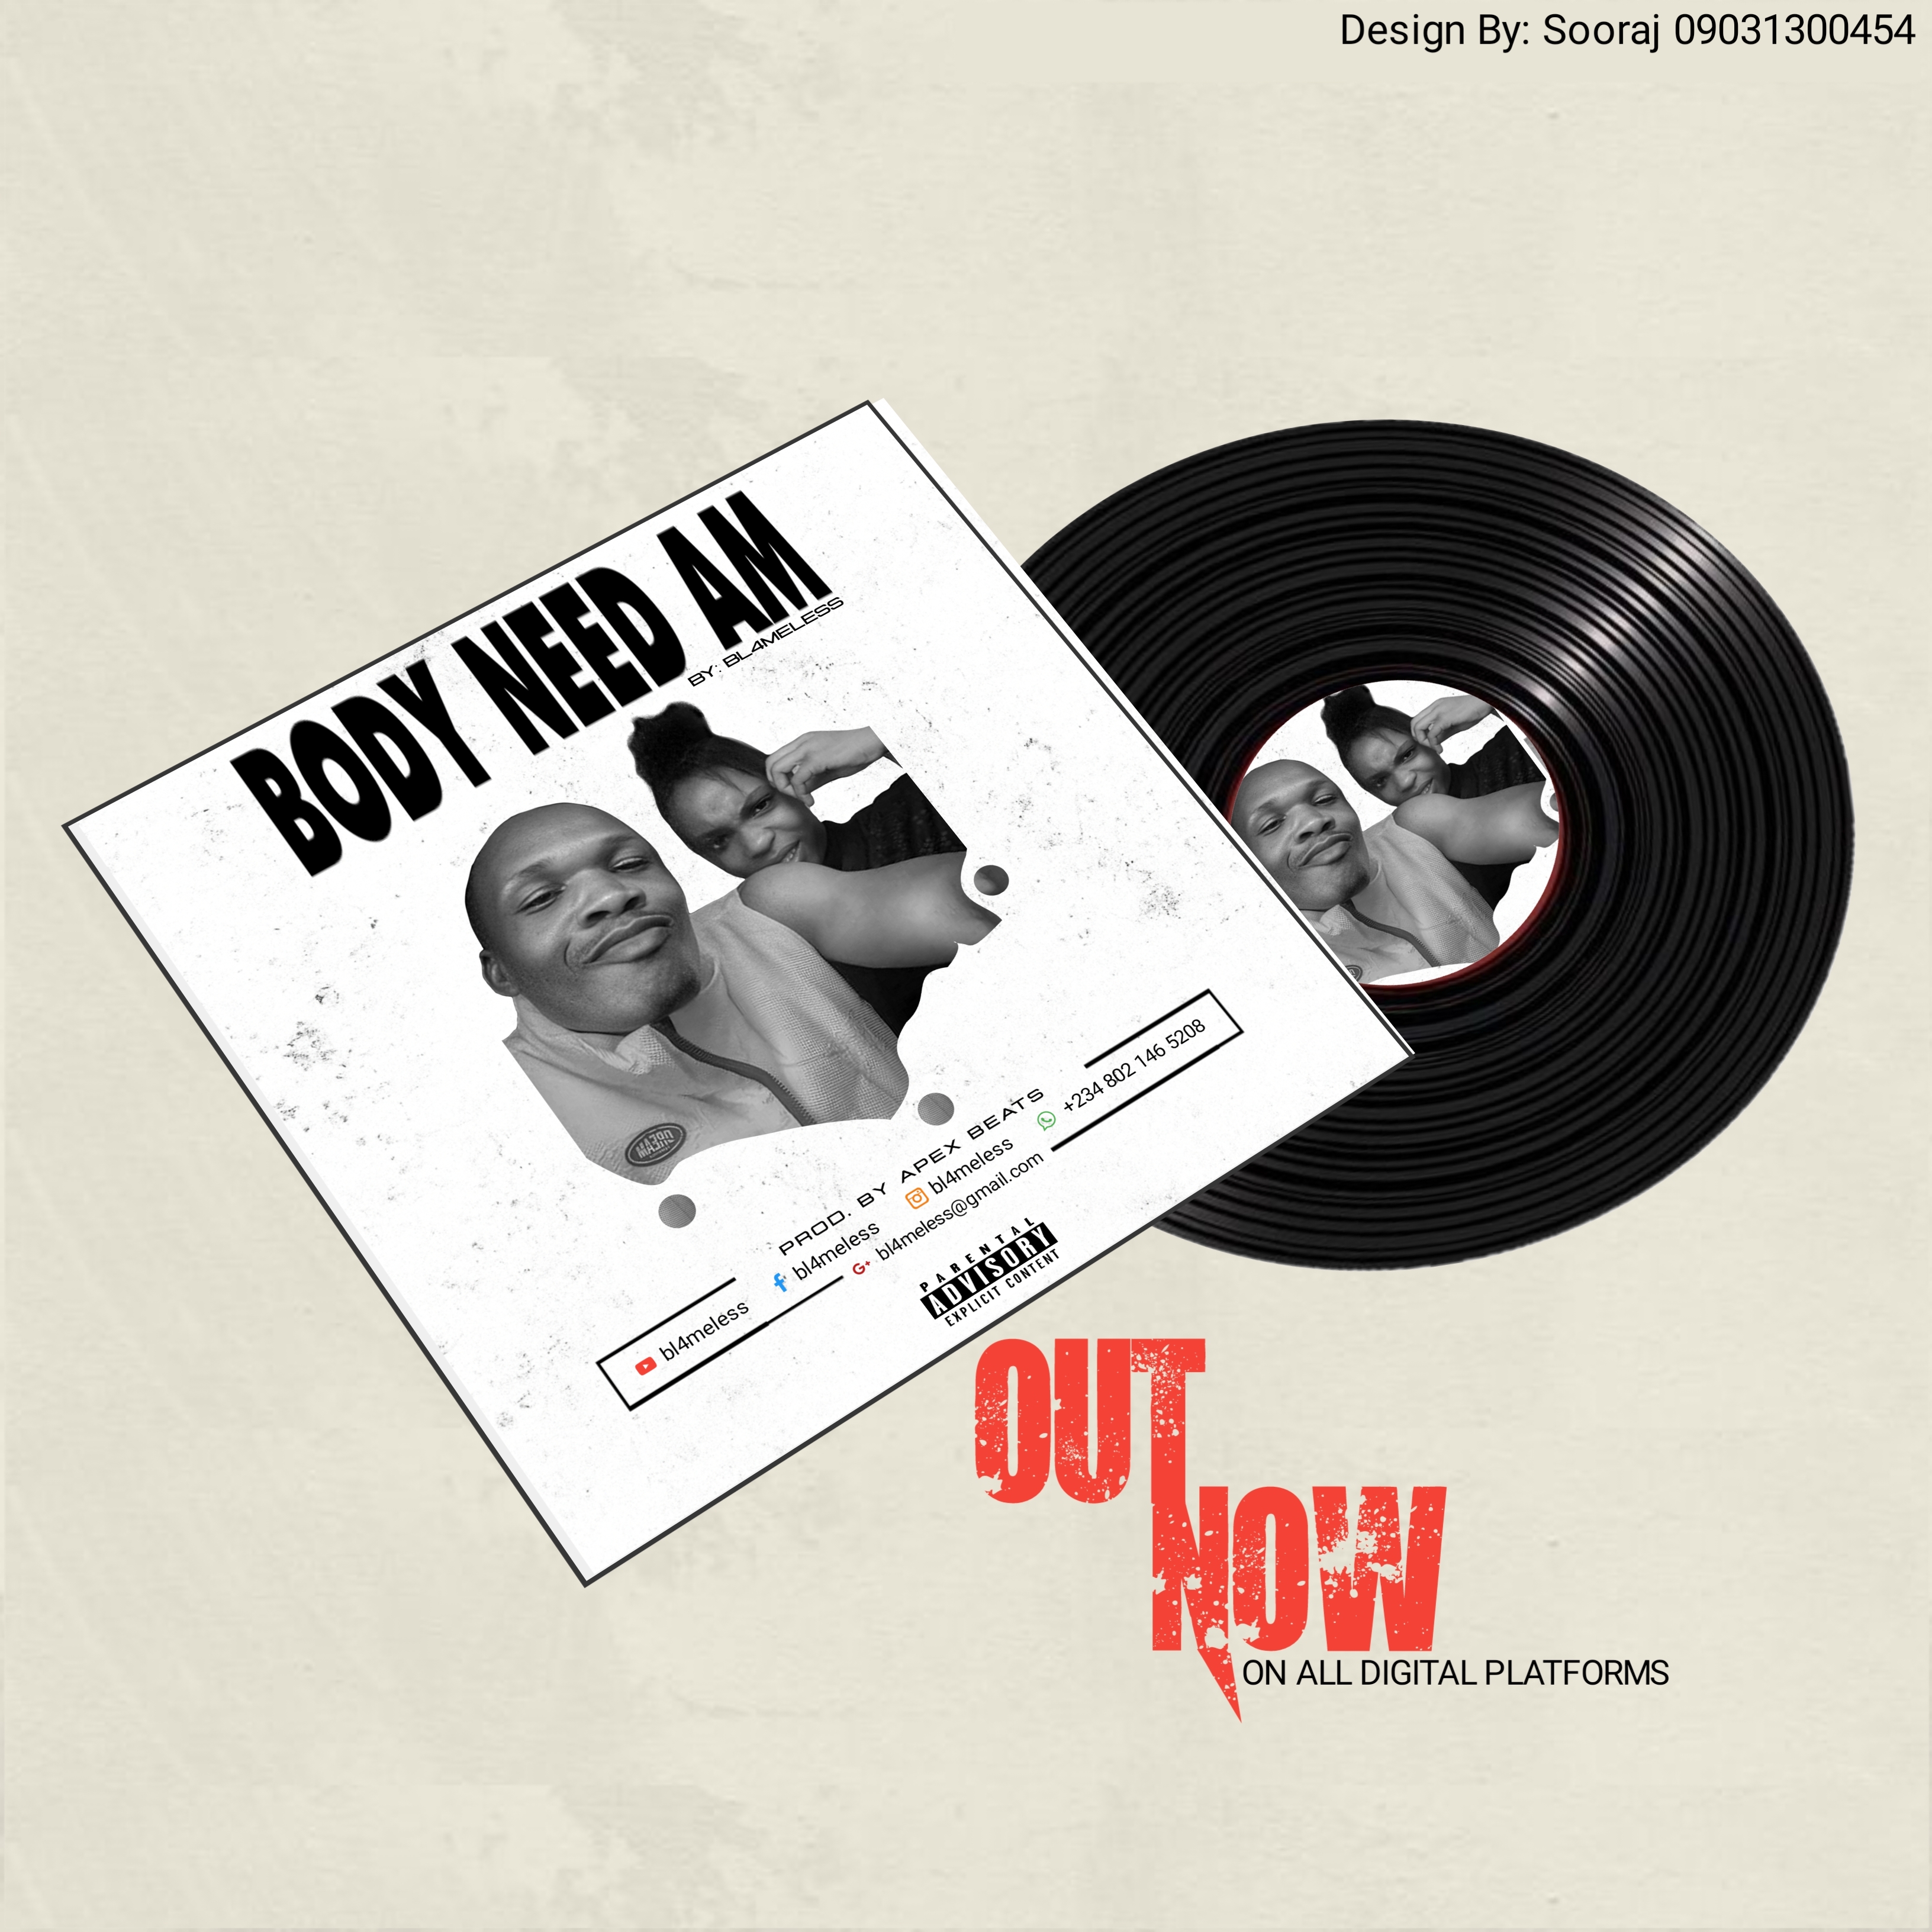 Design By: Sooraj 09031300454
BODY NEED AM
BY: BL4MELESS
PROD. BY APEX BEATS
bl4meless
bl4meless
bl4meless
+234 802 146 5208
bl4meless@gmail.com
PARENTAL
ADVISORY
EXPLICIT CONTENT
OUT
NOW
ON ALL DIGITAL PLATFORMS